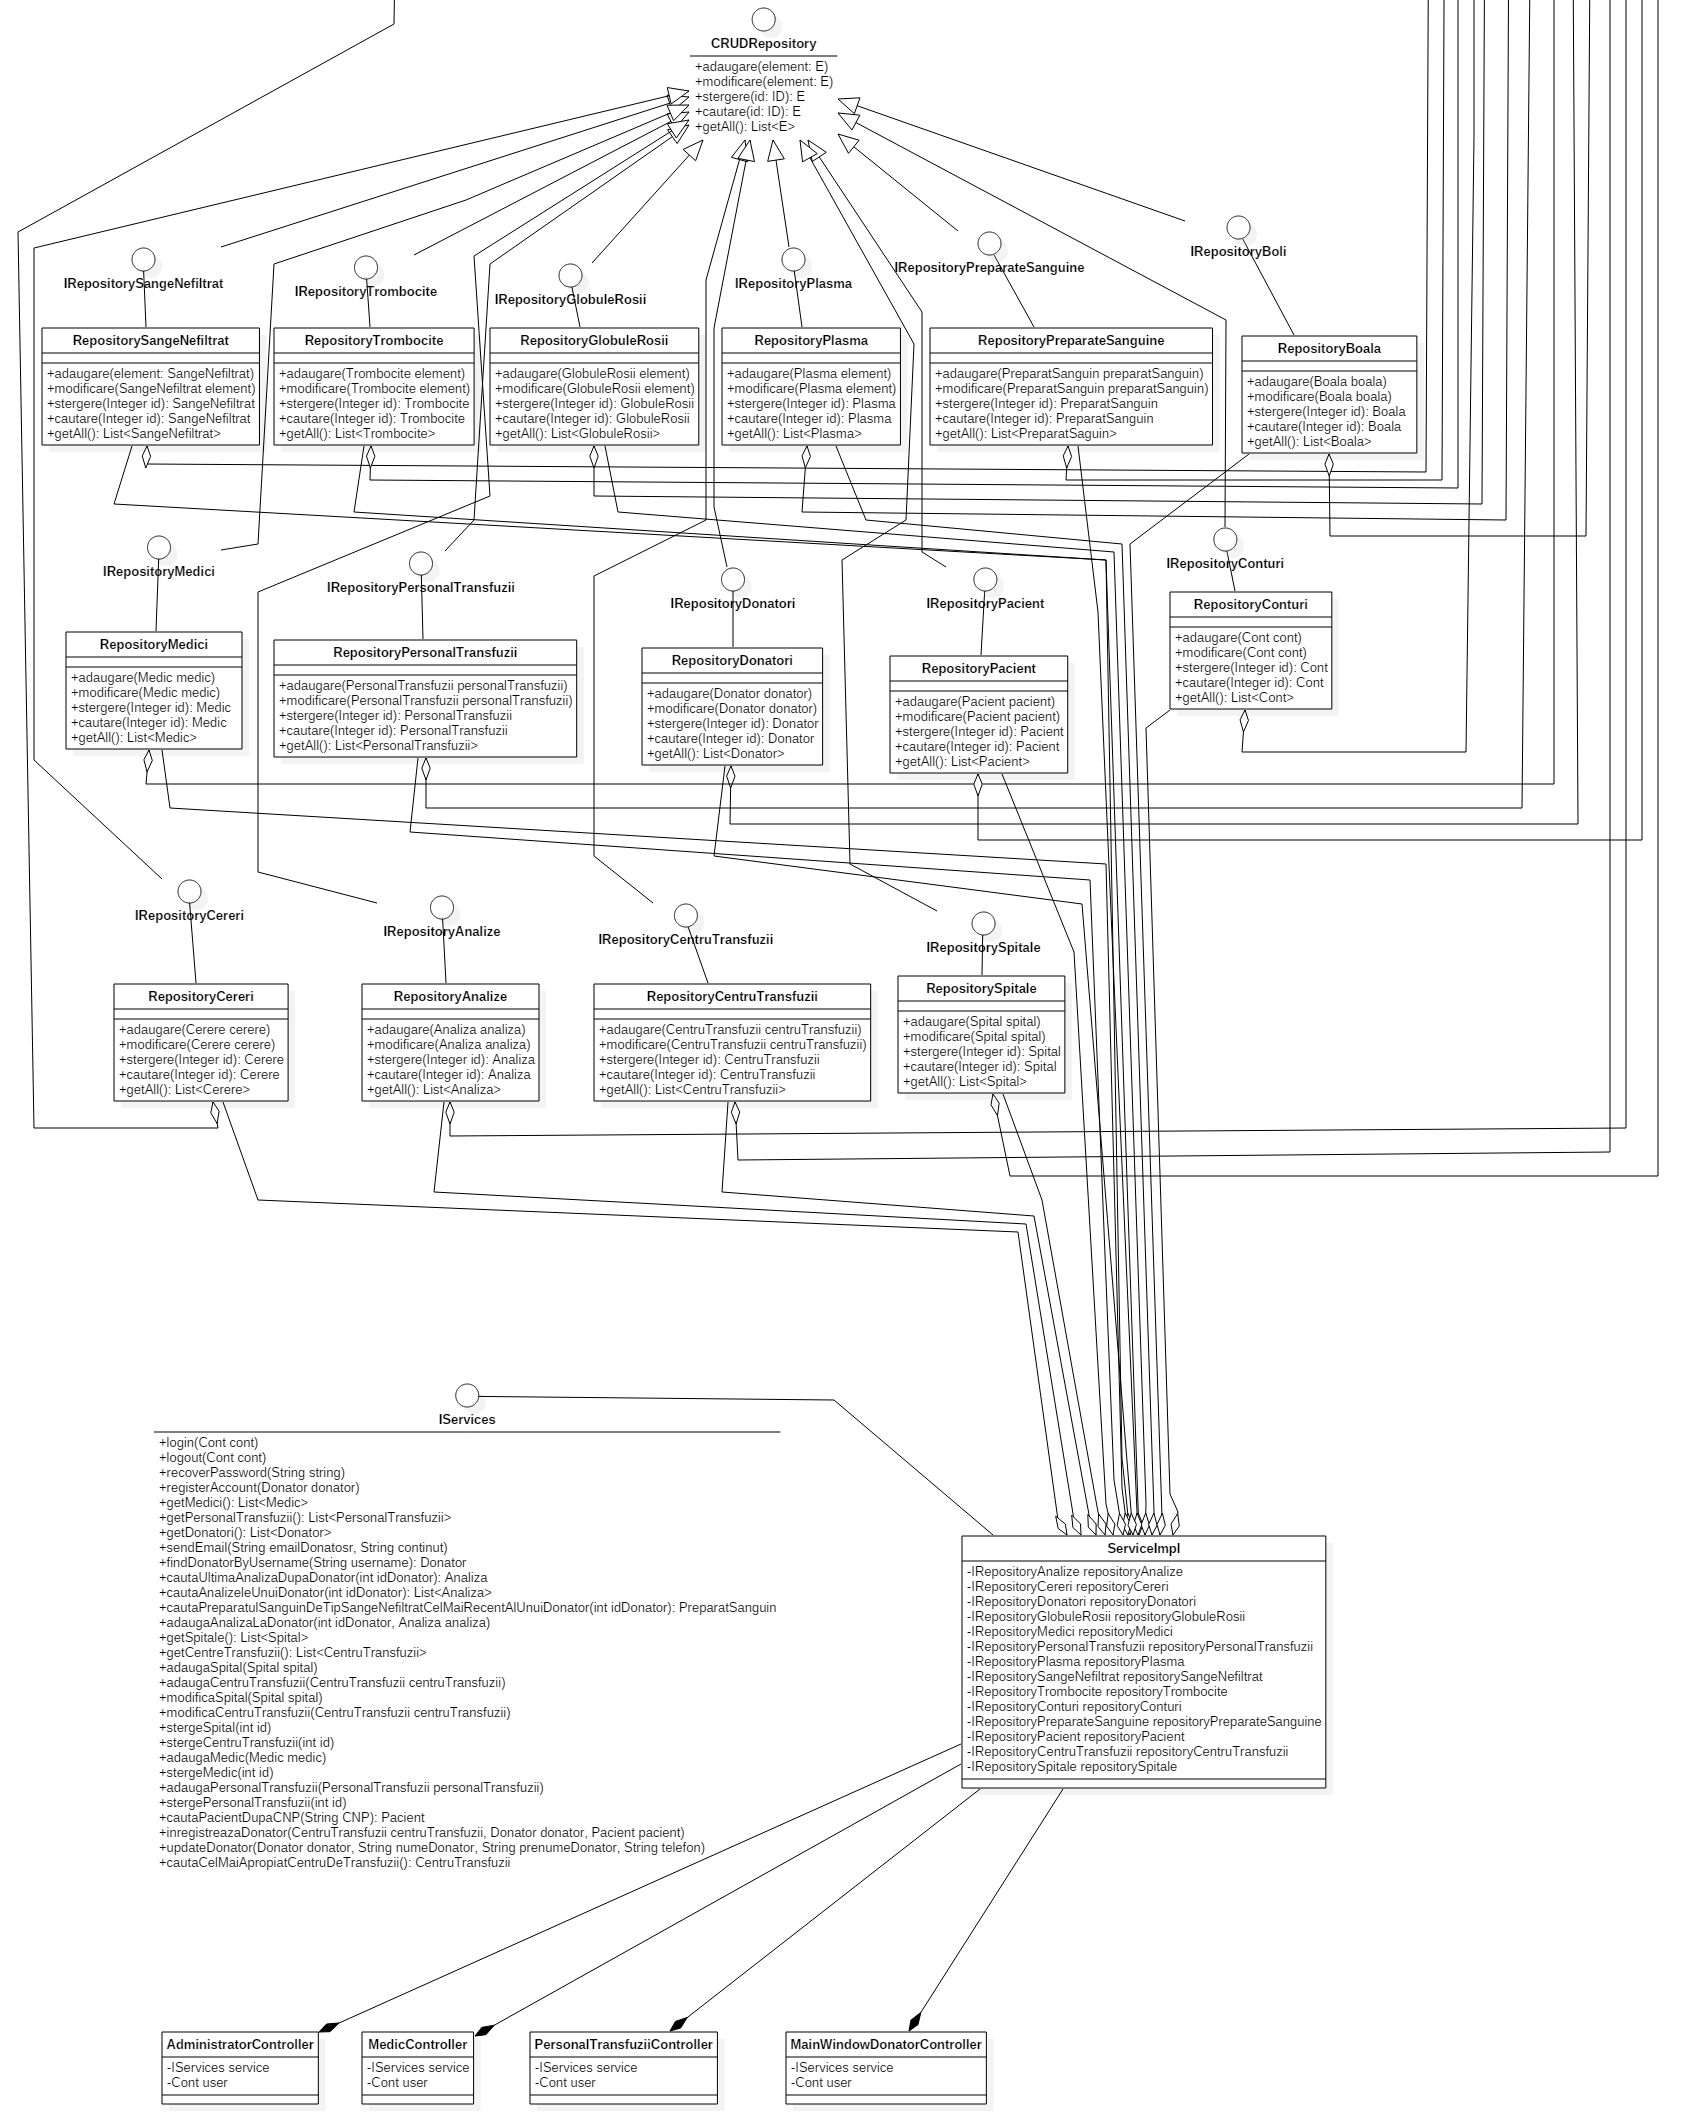 CRUDRepository
+adaugare(element: E)
+modificare(element: E)
+stergere(id: ID): E
+cautare(id: ID): E
+getAll(): List<E>
IRepositorySangeNefiltrat
IRepositoryTrombocite
IRepositoryGlobuleRosii
IRepositoryPlasma
IRepositoryPreparateSanguine
IRepositoryBoli
RepositorySangeNefiltrat
+adaugare(element: SangeNefiltrat)
+modificare(SangeNefiltrat element)
+stergere(Integer id): SangeNefiltrat
+cautare(Integer id): SangeNefiltrat
+getAll(): List<SangeNefiltrat>
RepositoryTrombocite
+adaugare(Trombocite element)
+modificare(Trombocite element)
+stergere(Integer id): Trombocite
+cautare(Integer id): Trombocite
+getAll(): List<Trombocite>
RepositoryGlobuleRosii
+adaugare(GlobuleRosii element)
+modificare(GlobuleRosii element)
+stergere(Integer id): GlobuleRosii
+cautare(Integer id): GlobuleRosii
+getAll(): List<GlobuleRosii>
RepositoryPlasma
+adaugare(Plasma element)
+modificare(Plasma element)
+stergere(Integer id): Plasma
+cautare(Integer id): Plasma
+getAll(): List<Plasma>
RepositoryPreparateSanguine
+adaugare(PreparatSanguin preparatSanguin)
+modificare(PreparatSanguin preparatSanguin)
+stergere(Integer id): PreparatSanguin
+cautare(Integer id): PreparatSanguin
+getAll(): List<PreparatSaguin>
RepositoryBoala
+adaugare(Boala boala)
+modificare(Boala boala)
+stergere(Integer id): Boala
+cautare(Integer id): Boala
+getAll(): List<Boala>
IRepositoryMedici
IRepositoryPersonalTransfuzii
IRepositoryDonatori
IRepositoryPacient
IRepositoryConturi
RepositoryMedici
+adaugare(Medic medic)
+modificare(Medic medic)
+stergere(Integer id): Medic
+cautare(Integer id): Medic
+getAll(): List<Medic>
RepositoryPersonalTransfuzii
+adaugare(PersonalTransfuzii personalTransfuzii)
+modificare(PersonalTransfuzii personalTransfuzii)
+stergere(Integer id): PersonalTransfuzii
+cautare(Integer id): PersonalTransfuzii
+getAll(): List<PersonalTransfuzii>
RepositoryDonatori
+adaugare(Donator donator)
+modificare(Donator donator)
+stergere(Integer id): Donator
+cautare(Integer id): Donator
+getAll(): List<Donator>
RepositoryPacient
+adaugare(Pacient pacient)
+modificare(Pacient pacient)
+stergere(Integer id): Pacient
+cautare(Integer id): Pacient
+getAll(): List<Pacient>
RepositoryConturi
+adaugare(Cont cont)
+modificare(Cont cont)
+stergere(Integer id): Cont
+cautare(Integer id): Cont
+getAll(): List<Cont>
IRepositoryCereri
IRepositoryAnalize
IRepositoryCentruTransfuzii
IRepositorySpitale
RepositoryCereri
+adaugare(Cerere cerere)
+modificare(Cerere cerere)
+stergere(Integer id): Cerere
+cautare(Integer id): Cerere
+getAll(): List<Cerere>
RepositoryAnalize
+adaugare(Analiza analiza)
+modificare(Analiza analiza)
+stergere(Integer id): Analiza
+cautare(Integer id): Analiza
+getAll(): List<Analiza>
RepositoryCentruTransfuzii
+adaugare(CentruTransfuzii centruTransfuzii)
+modificare(CentruTransfuzii centruTransfuzii)
+stergere(Integer id): CentruTransfuzii
+cautare(Integer id): CentruTransfuzii
+getAll(): List<CentruTransfuzii>
RepositorySpitale
+adaugare(Spital spital)
+modificare(Spital spital)
+stergere(Integer id): Spital
+cautare(Integer id): Spital
+getAll(): List<Spital>
IServices
+login(Cont cont)
+logout(Cont cont)
+recoverPassword(String string)
+registerAccount(Donator donator)
+getMedici(): List<Medic>
+getPersonalTransfuzii(): List<PersonalTransfuzii>
+getDonatori(): List<Donator>
+sendEmail(String emailDonatosr, String continut)
+findDonatorByUsername(String username): Donator
+cautaUltimaAnalizaDupaDonator(int idDonator): Analiza
+cautaAnalizeleUnuiDonator(int idDonator): List<Analiza>
+cautaPreparatulSanguinDeTipSangeNefiltratCelMaiRecentAlUnuiDonator(int idDonator): PreparatSanguin
+adaugaAnalizaLaDonator(int idDonator, Analiza analiza)
+getSpitale(): List<Spital>
+getCentreTransfuzii(): List<CentruTransfuzii>
+adaugaSpital(Spital spital)
+adaugaCentruTransfuzii(CentruTransfuzii centruTransfuzii)
+modificaSpital(Spital spital)
+modificaCentruTransfuzii(CentruTransfuzii centruTransfuzii)
+stergeSpital(int id)
+stergeCentruTransfuzii(int id)
+adaugaMedic(Medic medic)
+stergeMedic(int id)
+adaugaPersonalTransfuzii(PersonalTransfuzii personalTransfuzii)
+stergePersonalTransfuzii(int id)
+cautaPacientDupaCNP(String CNP): Pacient
+inregistreazaDonator(CentruTransfuzii centruTransfuzii, Donator donator, Pacient pacient)
+updateDonator(Donator donator, String numeDonator, String prenumeDonator, String telefon)
+cautaCelMaiApropiatCentruDeTransfuzii(): CentruTransfuzii
ServiceImpl
-IRepositoryAnalize repositoryAnalize
-IRepositoryCereri repositoryCereri
-IRepositoryDonatori repositoryDonatori
-IRepositoryGlobuleRosii repositoryGlobuleRosii
-IRepositoryMedici repositoryMedici
-IRepositoryPersonalTransfuzii repositoryPersonalTransfuzii
-IRepositoryPlasma repositoryPlasma
-IRepositorySangeNefiltrat repositorySangeNefiltrat
-IRepositoryTrombocite repositoryTrombocite
-IRepositoryConturi repositoryConturi
-IRepositoryPreparateSanguine repositoryPreparateSanguine
-IRepositoryPacient repositoryPacient
-IRepositoryCentruTransfuzii repositoryCentruTransfuzii
-IRepositorySpitale repositorySpitale
AdministratorController
-IServices service
-Cont user
MedicController
-IServices service
-Cont user
PersonalTransfuziiController
-IServices service
-Cont user
MainWindowDonatorController
-IServices service
-Cont user